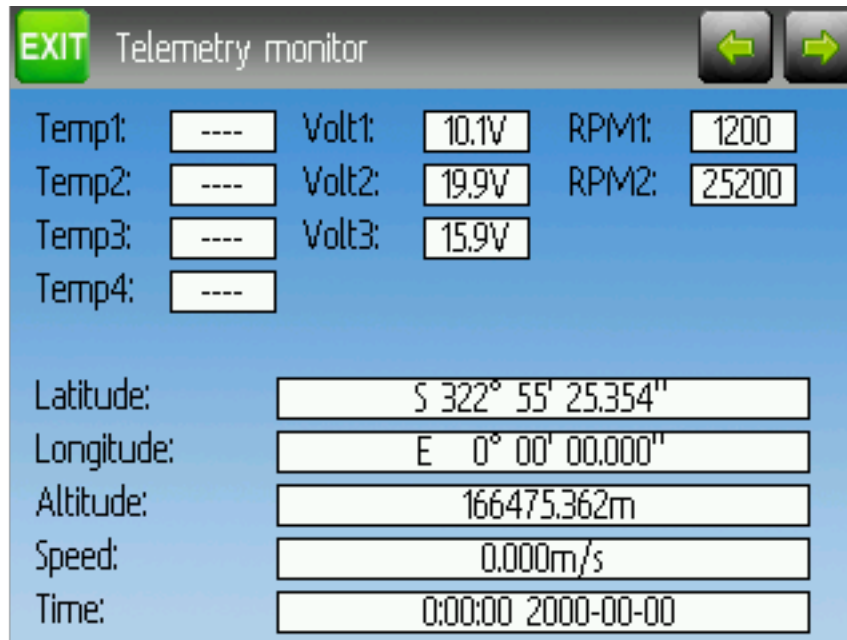 EXIT Telemetry monitor
Temp1: ---- Volt1: 10.1V RPM1: 1200
Temp2: ---- Volt2: 19.9V RPM2: 25200
Temp3: ---- Volt3: 15.9V
Temp4: ----
Latitude: S 322° 55' 25.354"
Longitude: E 0° 00' 00.000"
Altitude: 166475.362m
Speed: 0.000m/s
Time: 0:00:00 2000-00-00